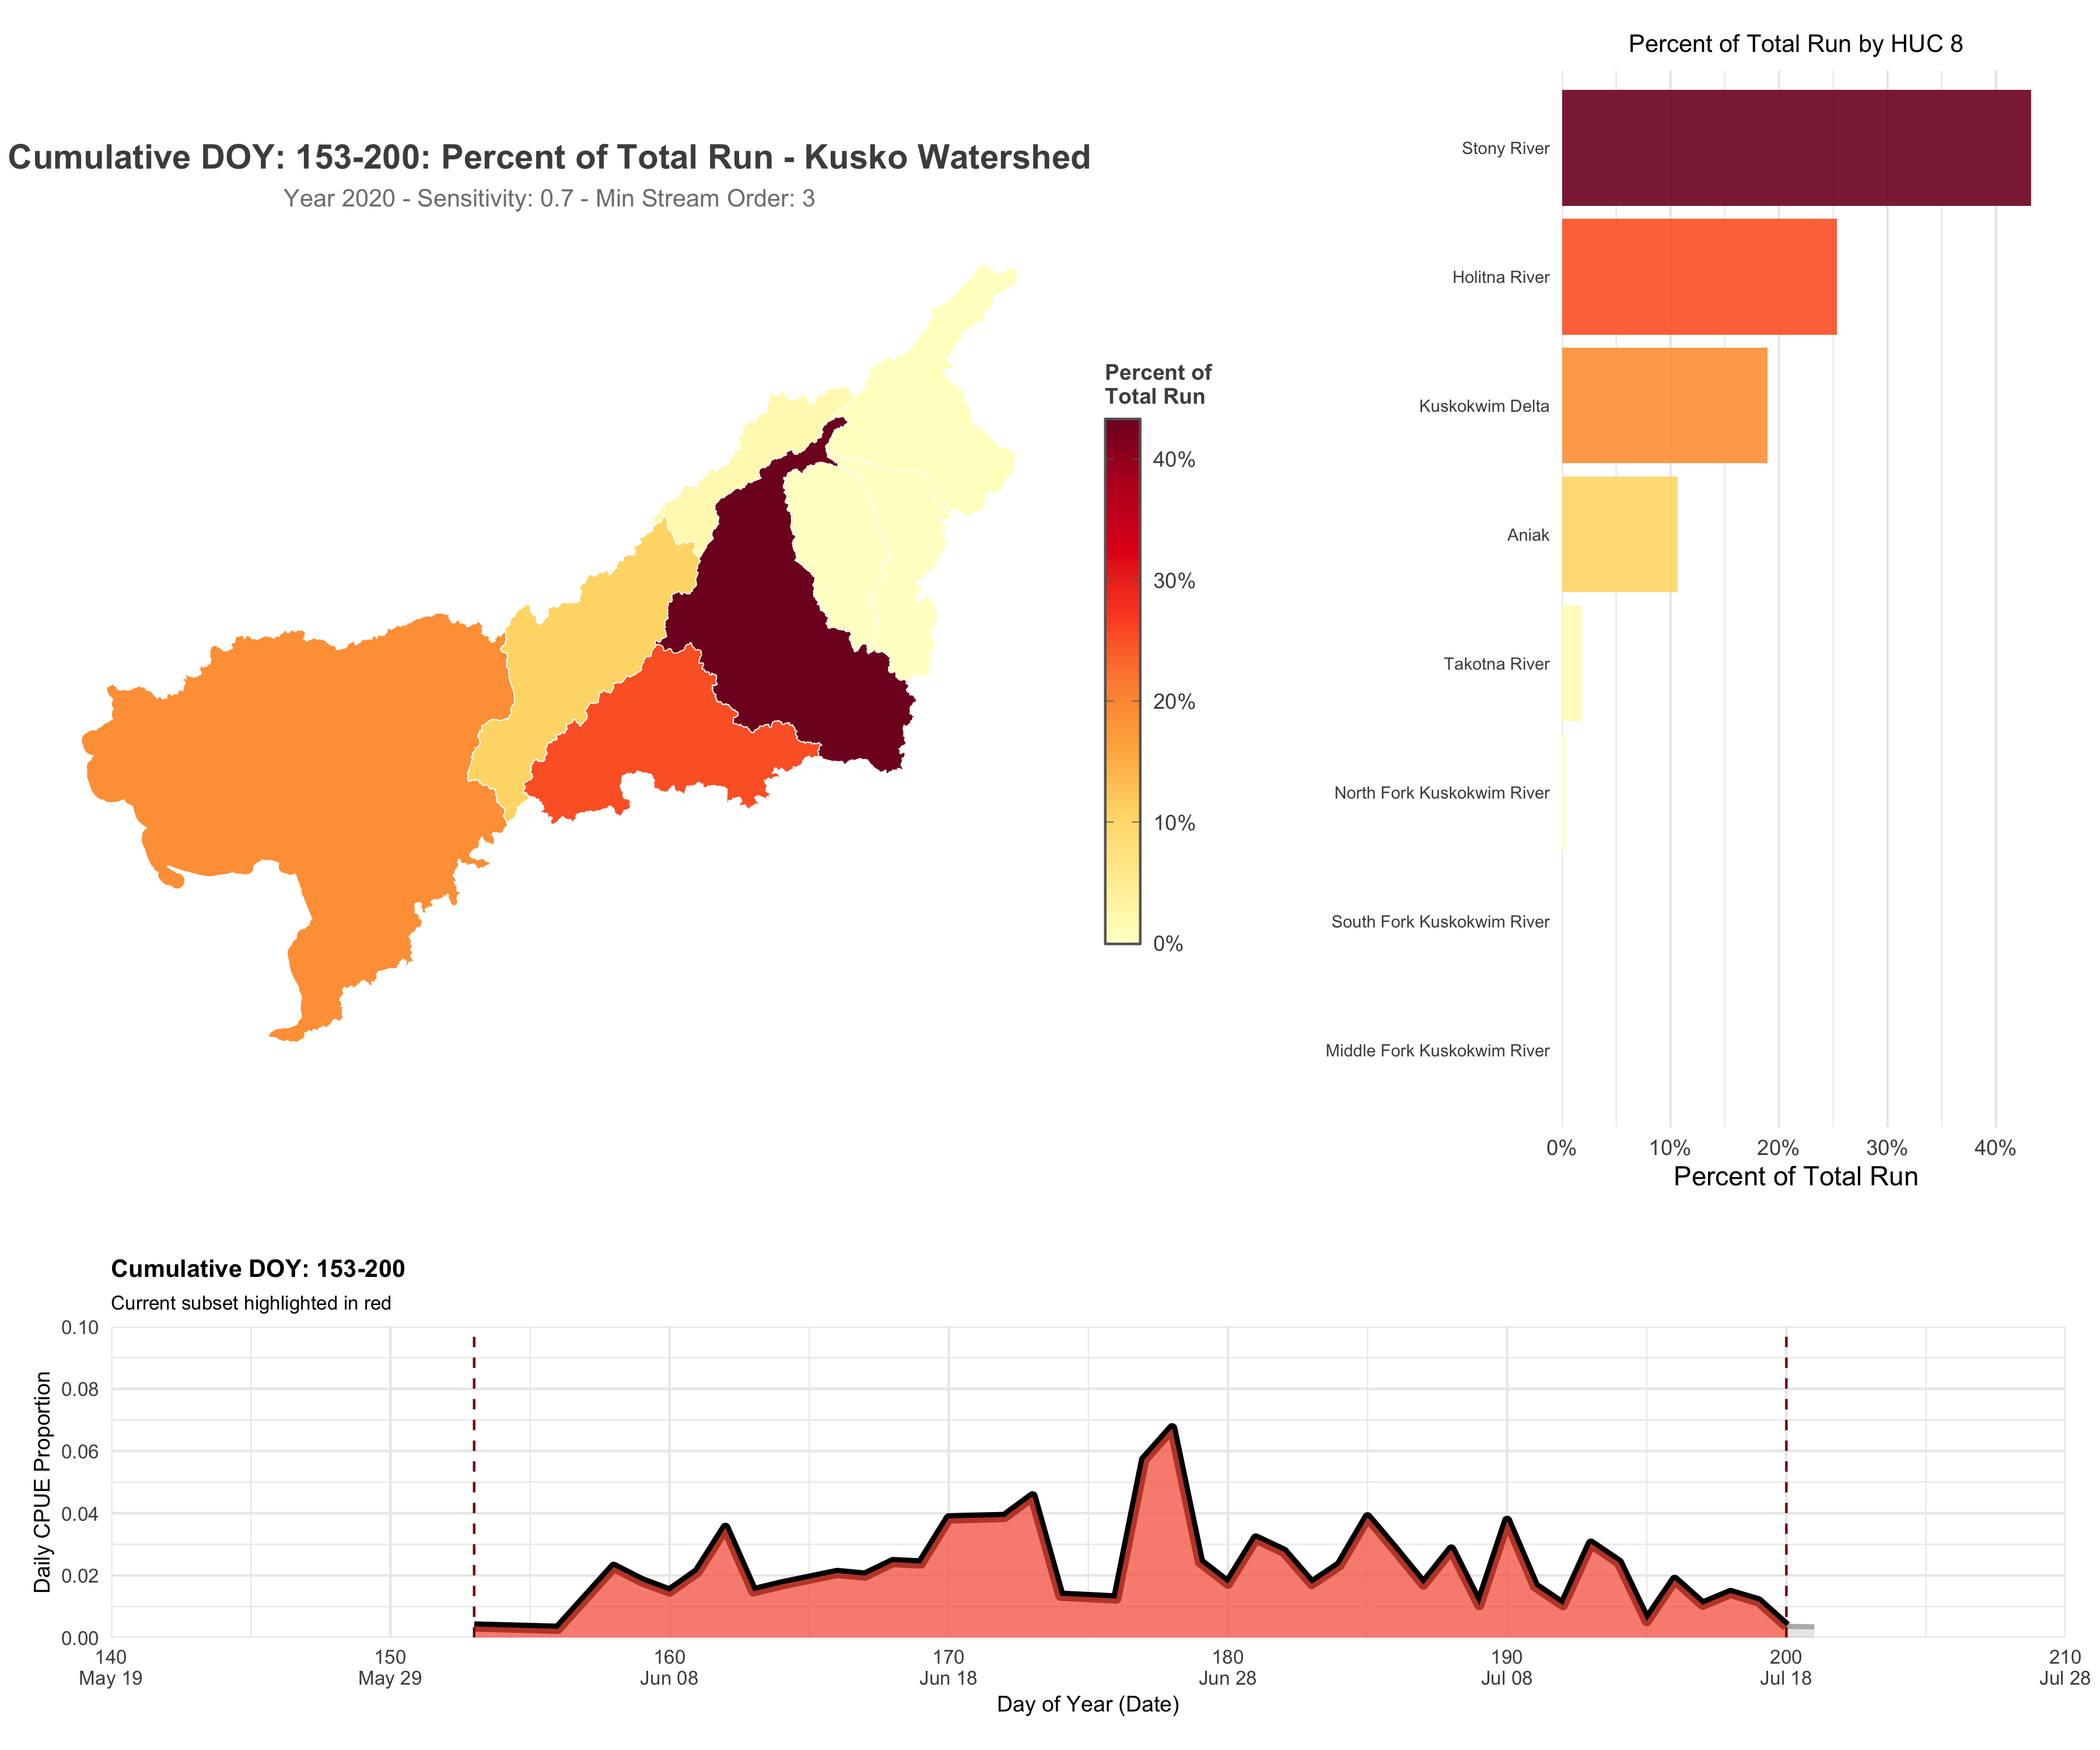 Cumulative DOY: 153-200: Percent of Total Run - Kusko Watershed
Year 2020 - Sensitivity: 0.7 - Min Stream Order: 3
Percent of
Total Run
40%
30%
20%
10%
0%
Percent of Total Run by HUC 8
Stony River
Holitna River
Kuskokwim Delta
Aniak
Takotna River
North Fork Kuskokwim River
South Fork Kuskokwim River
Middle Fork Kuskokwim River
0% 10% 20% 30% 40%
Percent of Total Run
Cumulative DOY: 153-200
Current subset highlighted in red
Daily CPUE Proportion
0.10
0.08
0.06
0.04
0.02
0.00
140 150 160 170 180 190 200 210
May 19 May 29 Jun 08 Jun 18 Jun 28 Jul 08 Jul 18 Jul 28
Day of Year (Date)